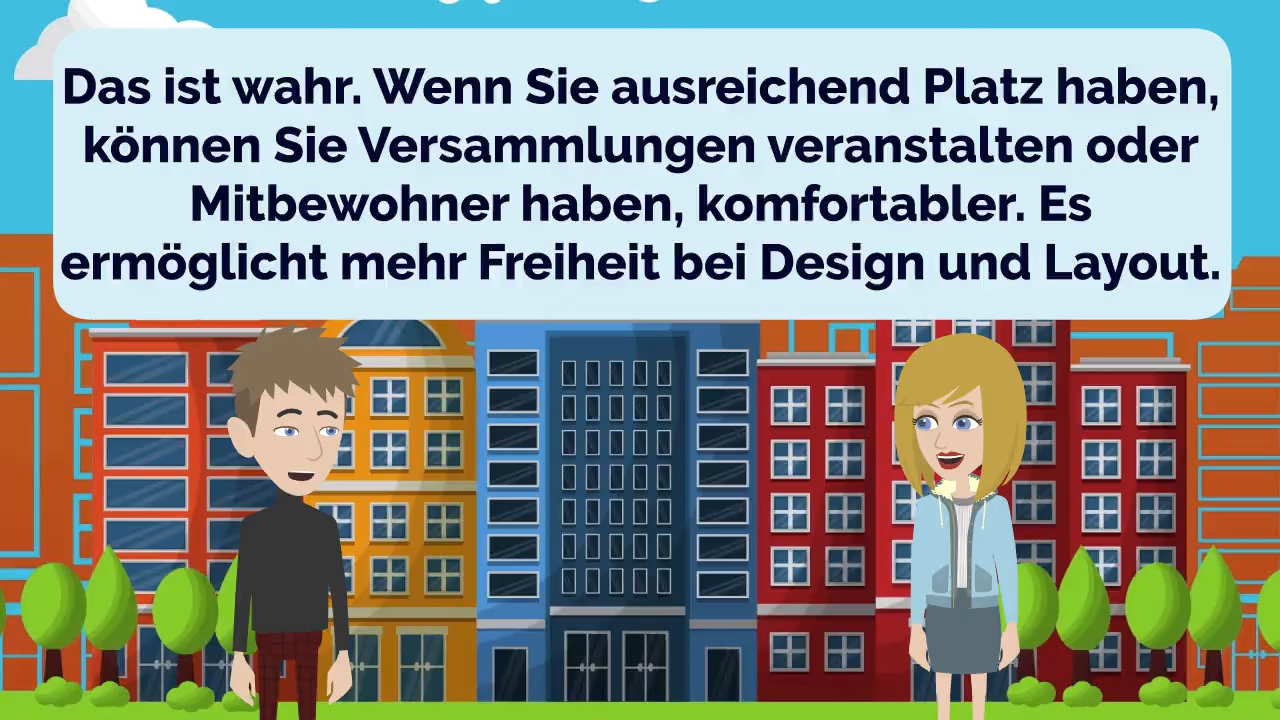 Das ist wahr. Wenn Sie ausreichend Platz haben,
können Sie Versammlungen veranstalten oder
Mitbewohner haben, komfortabler. Es
ermöglicht mehr Freiheit bei Design und Layout.